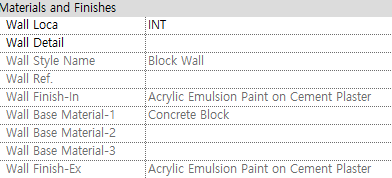 Materials and Finishes
Wall Loca INT
Wall Detail
Wall Style Name Block Wall
Wall Ref.
Wall Finish-In Acrylic Emulsion Paint on Cement Plaster
Wall Base Material-1 Concrete Block
Wall Base Material-2
Wall Base Material-3
Wall Finish-Ex Acrylic Emulsion Paint on Cement Plaster